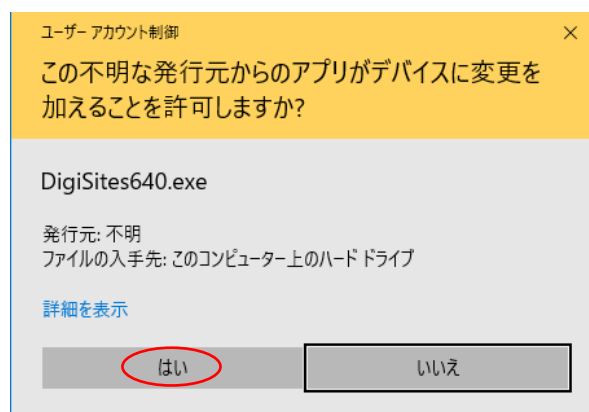 ユーザー アカウント制御
この不明な発行元からのアプリがデバイスに変更を
加えることを許可しますか?
DigiSites640.exe
発行元: 不明
ファイルの入手先: このコンピューター上のハード ドライブ
詳細を表示
はい
いいえ